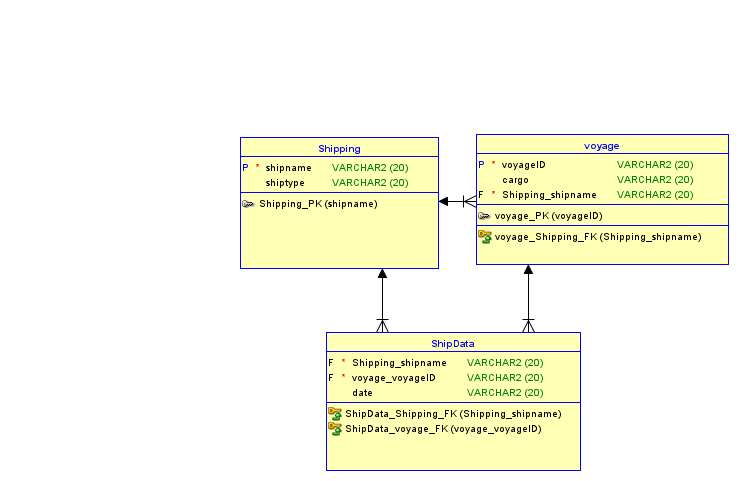 Shipping
P * shipname VARCHAR2 (20)
shiptype VARCHAR2 (20)
Shipping_PK (shipname)
voyage
P * voyageID VARCHAR2 (20)
cargo VARCHAR2 (20)
F * Shipping_shipname VARCHAR2 (20)
voyage_PK (voyageID)
voyage_Shipping_FK (Shipping_shipname)
ShipData
F * Shipping_shipname VARCHAR2 (20)
F * voyage_voyageID VARCHAR2 (20)
date VARCHAR2 (20)
ShipData_Shipping_FK (Shipping_shipname)
ShipData_voyage_FK (voyage_voyageID)